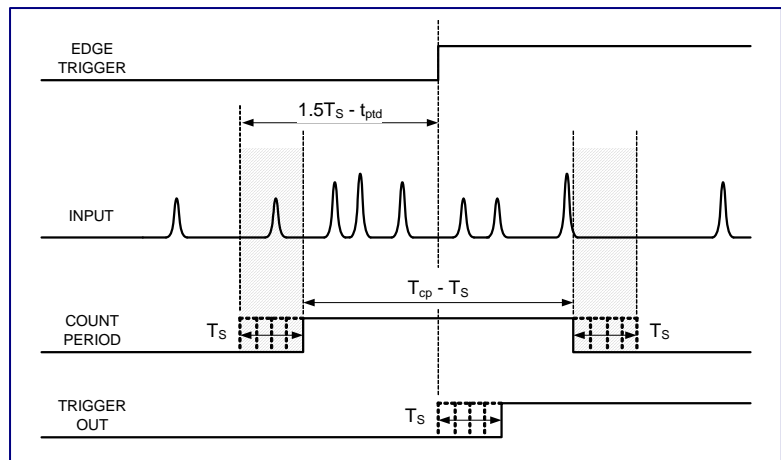 EDGE
TRIGGER
1.5TS - tptd
INPUT
Tcp - TS
COUNT
PERIOD
TS
TS
TRIGGER
OUT
TS